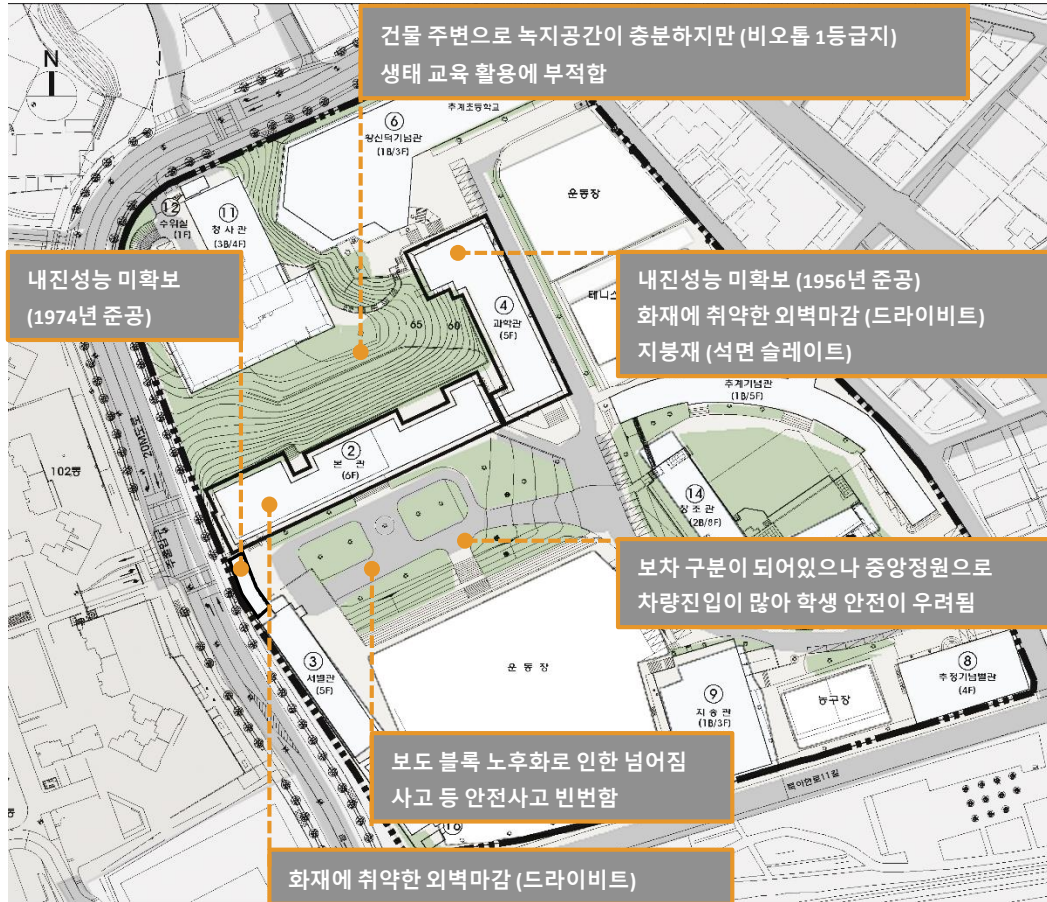 건물 주변으로 녹지공간이 충분하지만 (비오톱 1등급지)
생태 교육 활용에 부적합
N
추계초등학교
⑥
황신덕기념관
(1B/3F)
운동장
⑫
수위실
(1F)
⑪
청사관
(3B/4F)
내진성능 미확보
(1974년 준공)
내진성능 미확보 (1956년 준공)
화재에 취약한 외벽마감 (드라이비트)
지붕재 (석면 슬레이트)
테니스
④
과학관
(5F)
65
60
추계기념관
(1B/5F)
②
본 관
(6F)
20M도로
102동
⑭
창조관
(2B/8F)
보차 구분이 되어있으나 중앙정원으로
차량진입이 많아 학생 안전이 우려됨
③
서별관
(5F)
운 동 장
⑨
지송관
(1B/3F)
농구장
⑧
추정기념별관
(4F)
보도 블록 노후화로 인한 넘어짐
사고 등 안전사고 빈번함
북아현로11길
화재에 취약한 외벽마감 (드라이비트)